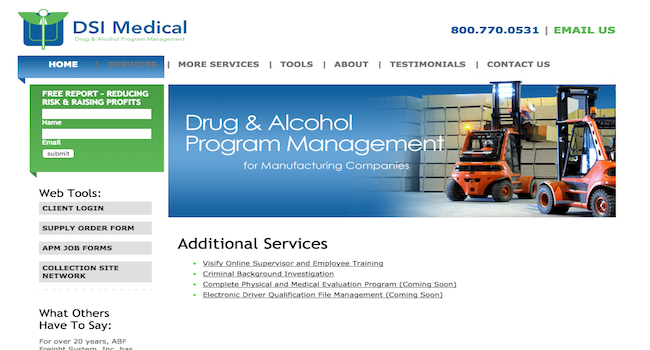 DSI Medical
Drug & Alcohol Program Management
800.770.0531 | EMAIL US
HOME | SERVICES | MORE SERVICES | TOOLS | ABOUT | TESTIMONIALS | CONTACT US
FREE REPORT - REDUCING
RISK & RAISING PROFITS
Name
Email
submit
Drug & Alcohol
Program Management
for Manufacturing Companies
Web Tools:
CLIENT LOGIN
SUPPLY ORDER FORM
APM JOB FORMS
COLLECTION SITE
NETWORK
Additional Services
Visify Online Supervisor and Employee Training
Criminal Background Investigation
Complete Physical and Medical Evaluation Program (Coming Soon)
Electronic Driver Qualification File Management (Coming Soon)
What Others
Have To Say:
For over 20 years, ABF
Freight System, Inc. has